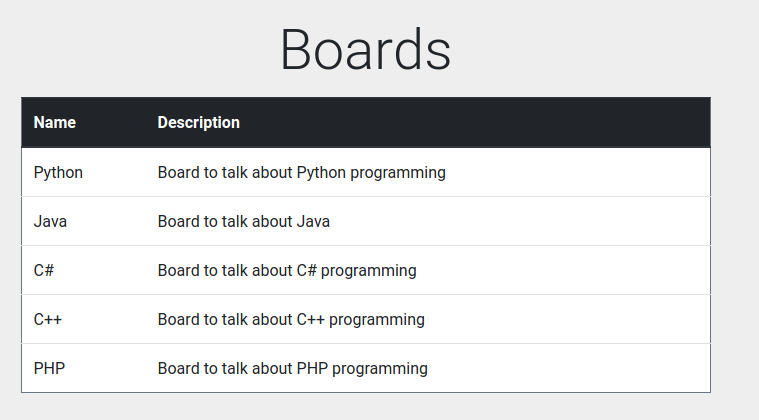 Boards
Name Description
Python Board to talk about Python programming
Java Board to talk about Java
C# Board to talk about C# programming
C++ Board to talk about C++ programming
PHP Board to talk about PHP programming